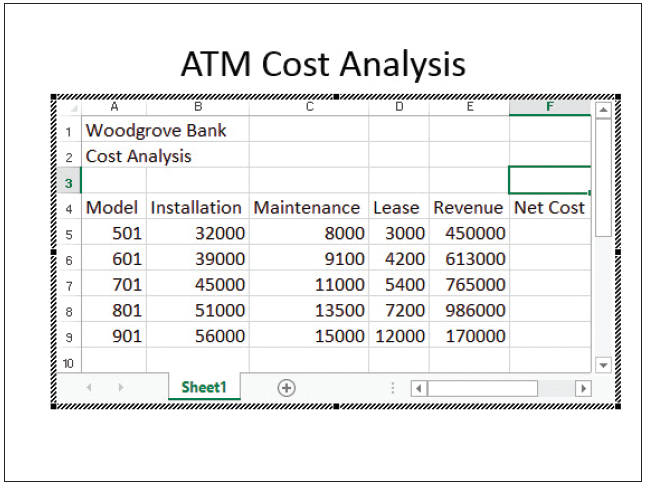 ATM Cost Analysis
A B C D E F
1 Woodgrove Bank
2 Cost Analysis
3
4 Model Installation Maintenance Lease Revenue Net Cost
5 501 32000 8000 3000 450000
6 601 39000 9100 4200 613000
7 701 45000 11000 5400 765000
8 801 51000 13500 7200 986000
9 901 56000 15000 12000 170000
10
Sheet1